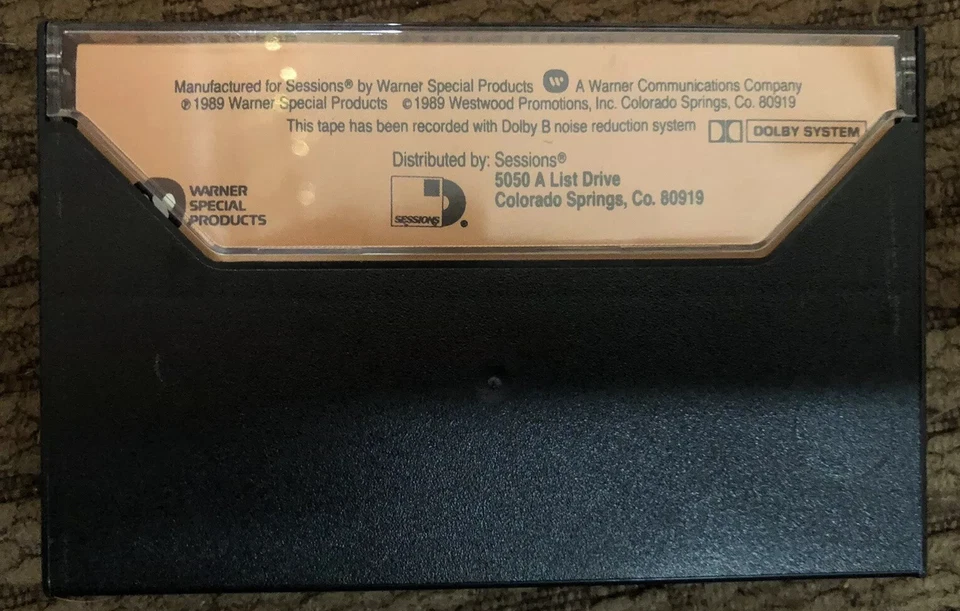 Manufactured for Sessions® by Warner Special Products A Warner Communications Company
℗1989 Warner Special Products ©1989 Westwood Promotions, Inc. Colorado Springs, Co. 80919
This tape has been recorded with Dolby B noise reduction system DOLBY SYSTEM
Distributed by: Sessions®
5050 A List Drive
Colorado Springs, Co. 80919
SESSIONS®
WARNER
SPECIAL
PRODUCTS